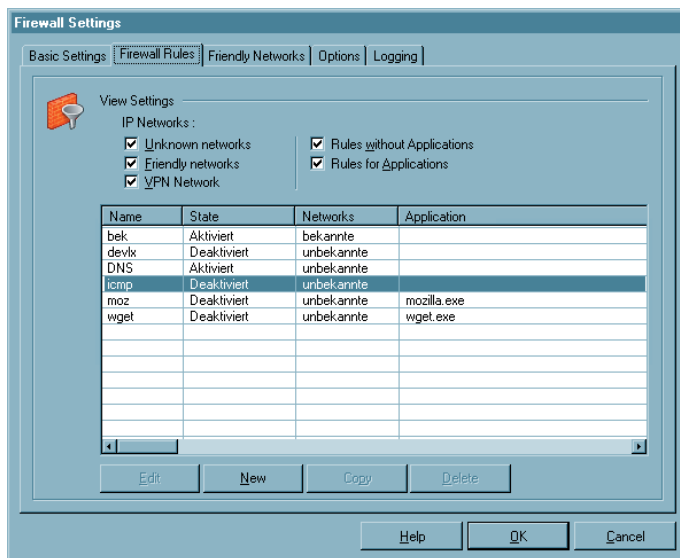 Firewall Settings
Basic Settings Firewall Rules Friendly Networks Options Logging
View Settings
IP Networks :
Unknown networks Rules without Applications
Friendly networks Rules for Applications
VPN Network
Name State Networks Application
bek Aktiviert bekannte
devlx Deaktiviert unbekannte
DNS Aktiviert unbekannte
icmp Deaktiviert unbekannte
moz Deaktiviert unbekannte mozilla.exe
wget Deaktiviert unbekannte wget.exe
Edit New Copy Delete
Help OK Cancel